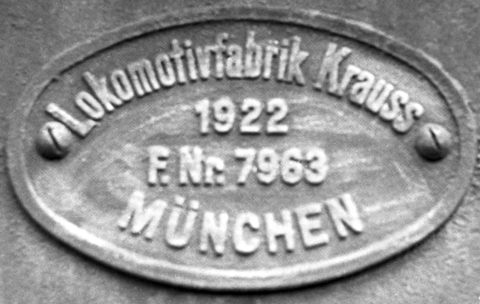 Lokomotivfabrik Krauss
1922
F. Nr. 7963
MÜNCHEN